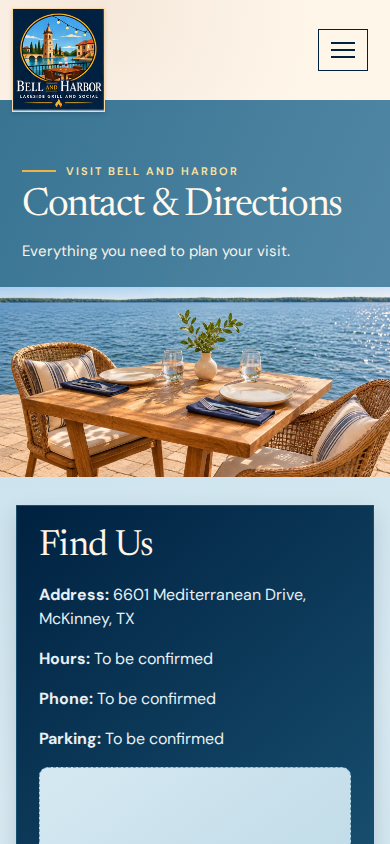 BELL AND HARBOR
LAKESIDE GRILL AND SOCIAL
VISIT BELL AND HARBOR
Contact & Directions
Everything you need to plan your visit.
Find Us
Address: 6601 Mediterranean Drive,
McKinney, TX
Hours: To be confirmed
Phone: To be confirmed
Parking: To be confirmed